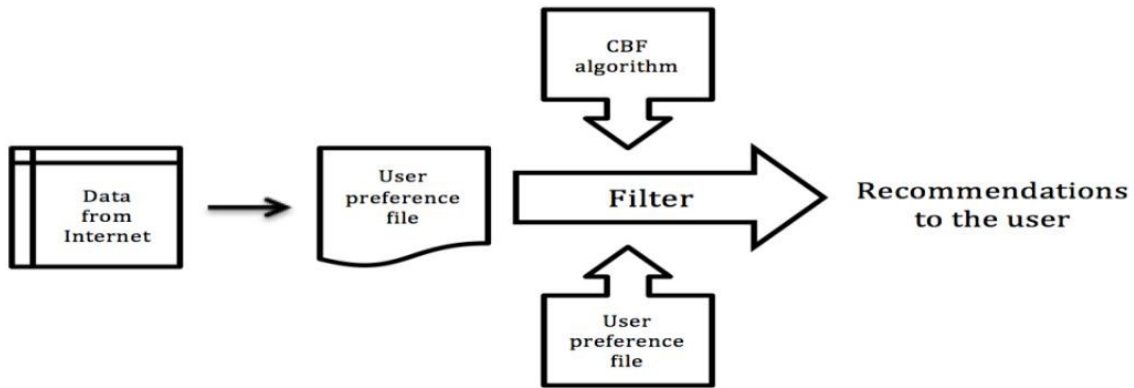 CBF
algorithm
Data
from
Internet
User
preference
file
Filter
Recommendations
to the user
User
preference
file